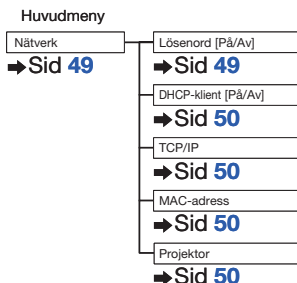 Huvudmeny
Nätverk
➡Sid 49
Lösenord [På/Av]
➡Sid 49
DHCP-klient [På/Av]
➡Sid 50
TCP/IP
➡Sid 50
MAC-adress
➡Sid 50
Projektor
➡Sid 50